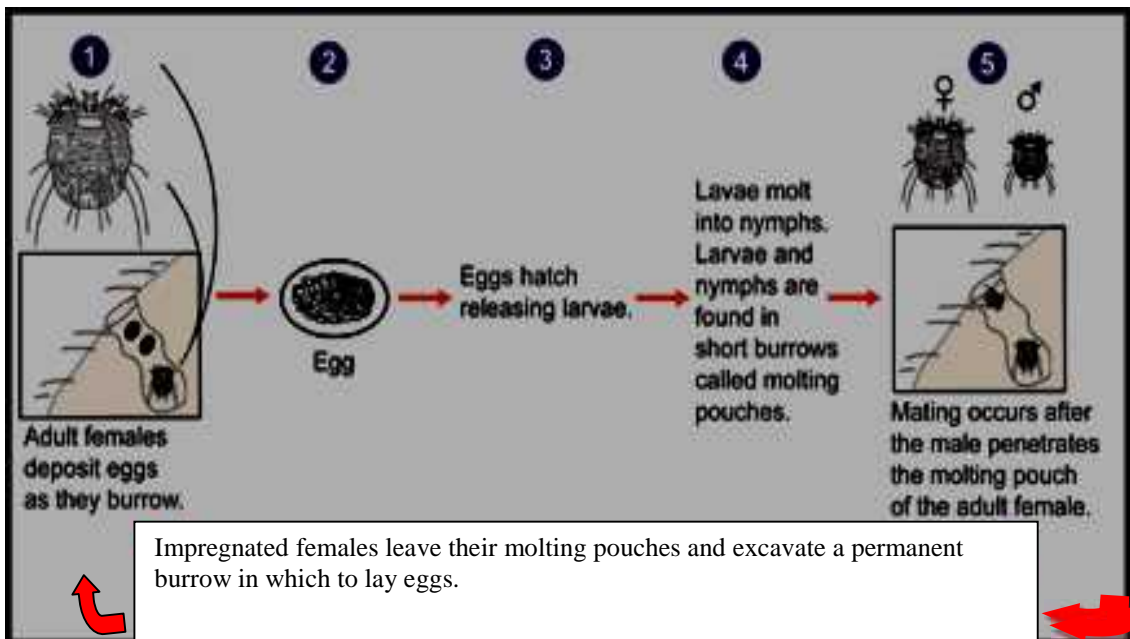 1
2
3
4
5
♀ ♂
Adult females
deposit eggs
as they burrow.
Egg
Eggs hatch
releasing larvae.
Lavae molt
into nymphs.
Larvae and
nymphs are
found in
short burrows
called molting
pouches.
Mating occurs after
the male penetrates
the molting pouch
of the adult female.
Impregnated females leave their molting pouches and excavate a permanent
burrow in which to lay eggs.